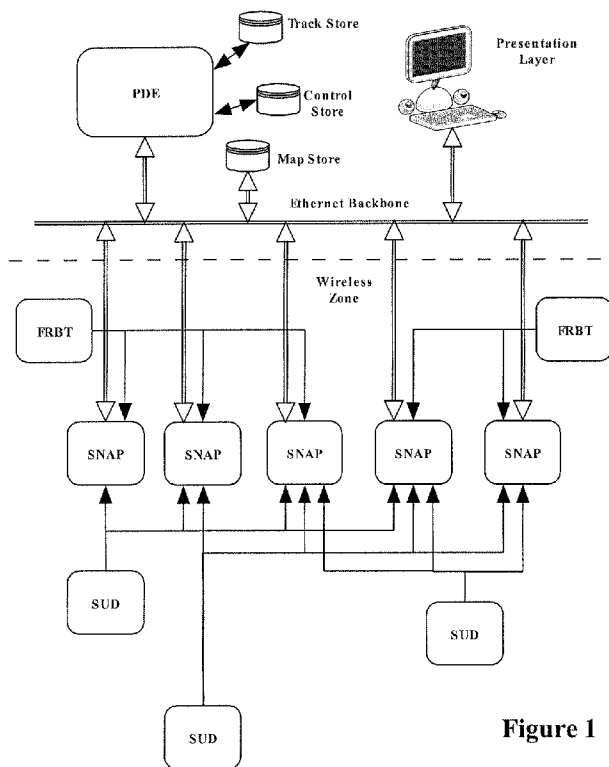 Track Store
Presentation
Layer
PDE
Control
Store
Map Store
Ethernet Backbone
Wireless
Zone
FRBT
FRBT
SNAP
SNAP
SNAP
SNAP
SNAP
SUD
SUD
SUD
Figure 1